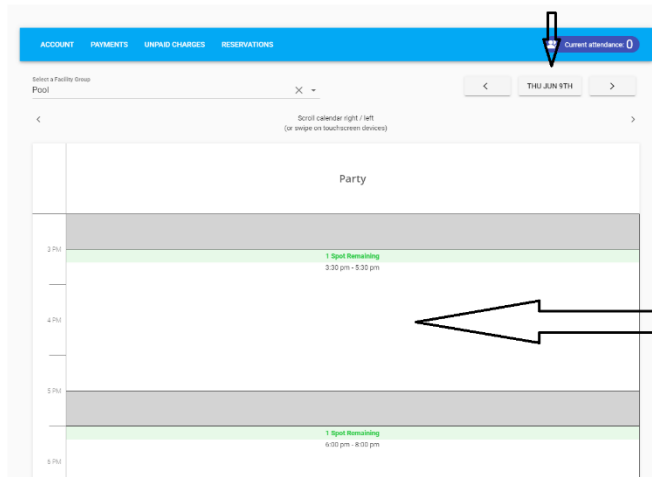 ACCOUNT PAYMENTS UNPAID CHARGES RESERVATIONS Current attendance: 0
Select a Facility Group
Pool
THU JUN 9TH
Scroll calender right / left
(or swipe on touchscreen devices)
Party
3 PM
1 Spot Remaining
3:30 pm - 5:30 pm
4 PM
5 PM
1 Spot Remaining
6:00 pm - 8:00 pm
6 PM